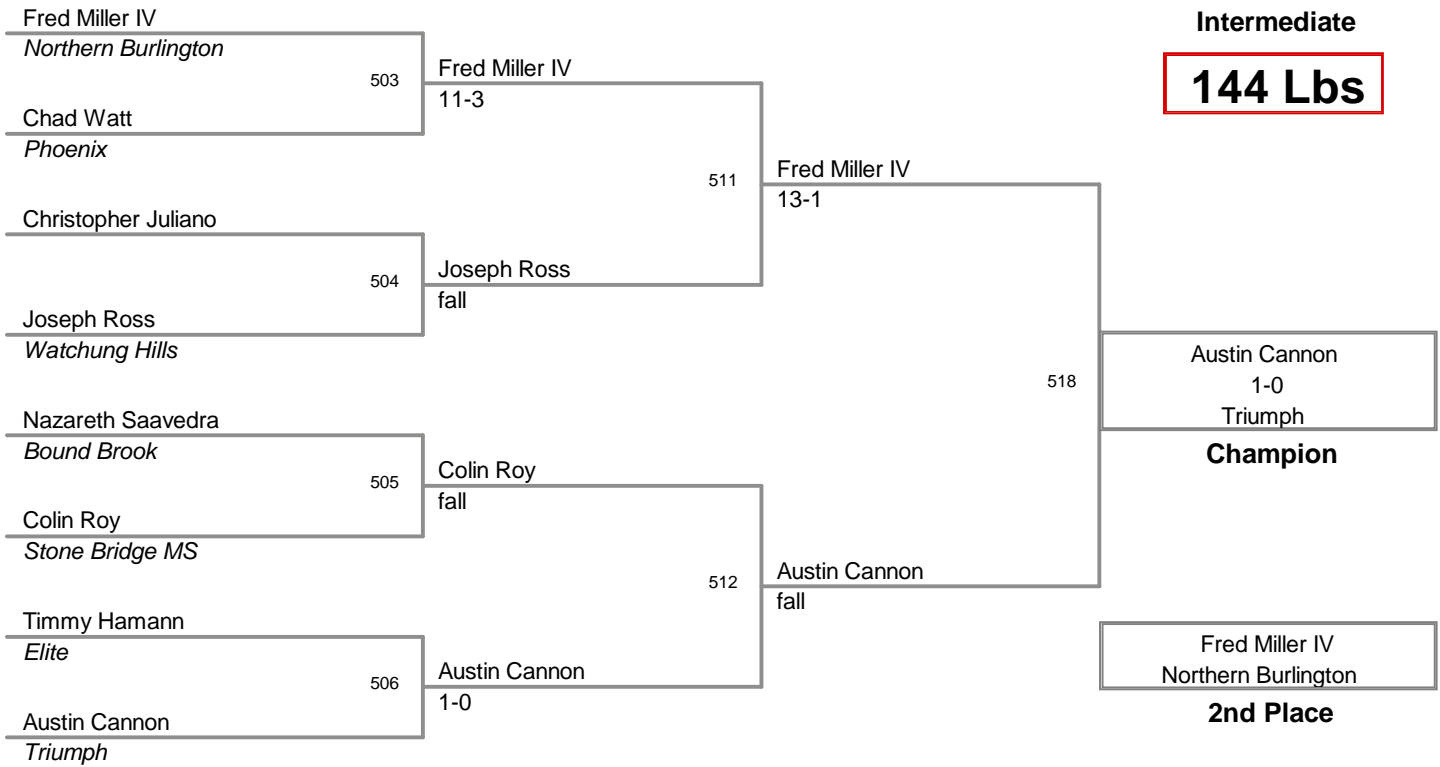 Fred Miller IV
Northern Burlington
503
Chad Watt
Phoenix
Fred Miller IV
11-3
Christopher Juliano
504
Joseph Ross
Watchung Hills
Joseph Ross
fall
511
Fred Miller IV
13-1
Nazareth Saavedra
Bound Brook
505
Colin Roy
Stone Bridge MS
Colin Roy
fall
Timmy Hamann
Elite
506
Austin Cannon
Triumph
Austin Cannon
1-0
512
Austin Cannon
fall
518
Intermediate
144 Lbs
Austin Cannon
1-0
Triumph
Champion
Fred Miller IV
Northern Burlington
2nd Place